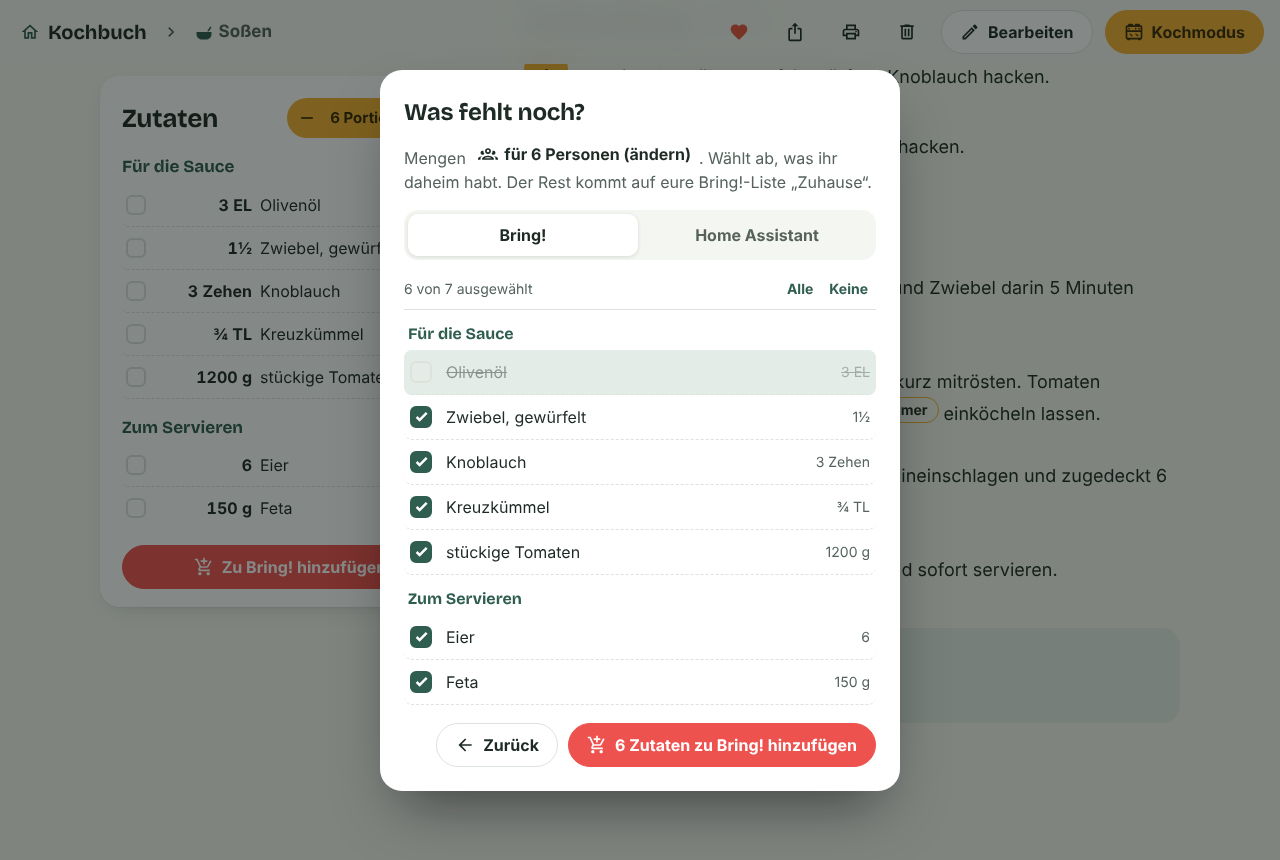 Kochbuch
Soßen
Bearbeiten
Kochmodus
Knoblauch hacken.
Zutaten
6 Porti
Für die Sauce
3 EL Olivenöl
1½ Zwiebel, gewürf
3 Zehen Knoblauch
¾ TL Kreuzkümmel
1200 g stückige Tomate
Zum Servieren
6 Eier
150 g Feta
Zu Bring! hinzufügen
hacken.
und Zwiebel darin 5 Minuten
kurz mitrösten. Tomaten
mer einköcheln lassen.
ineinschlagen und zugedeckt 6
d sofort servieren.
Was fehlt noch?
Mengen für 6 Personen (ändern) . Wählt ab, was ihr
daheim habt. Der Rest kommt auf eure Bring!-Liste „Zuhause“.
Bring!
Home Assistant
6 von 7 ausgewählt
Alle
Keine
Für die Sauce
Olivenöl 3 EL
Zwiebel, gewürfelt 1½
Knoblauch 3 Zehen
Kreuzkümmel ¾ TL
stückige Tomaten 1200 g
Zum Servieren
Eier 6
Feta 150 g
Zurück
6 Zutaten zu Bring! hinzufügen